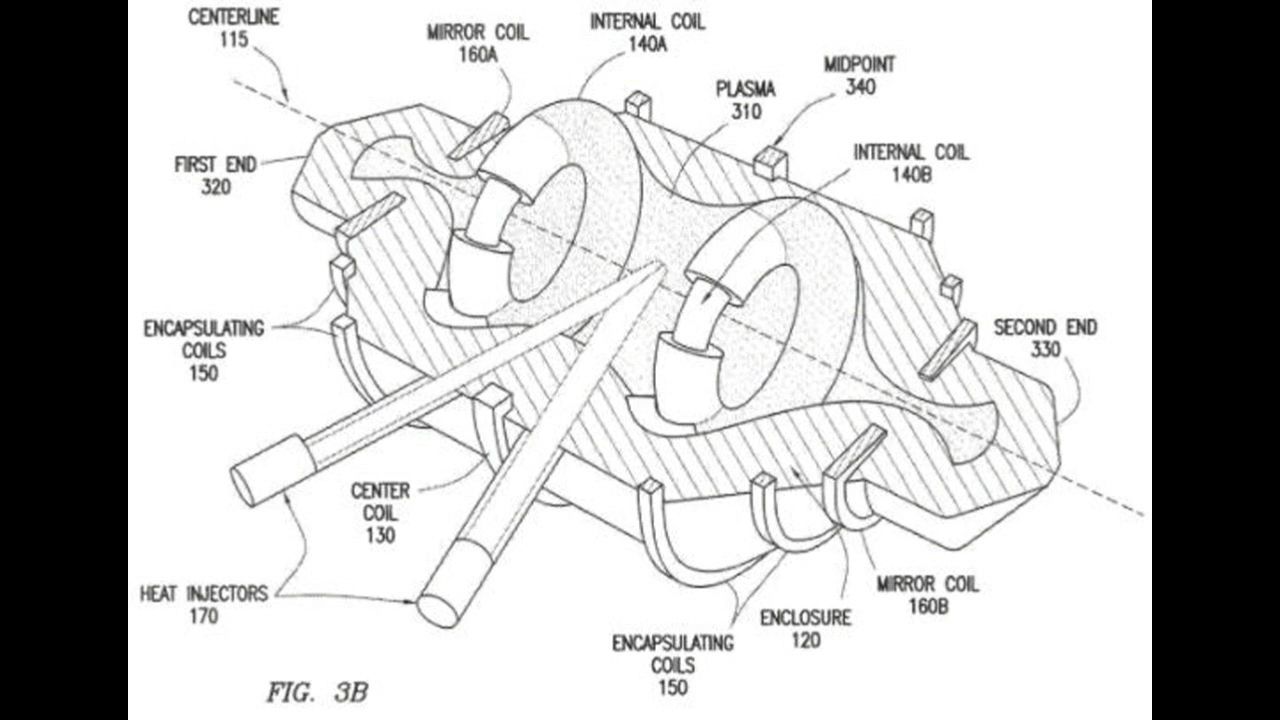 CENTERLINE
115
MIRROR COIL
160A
INTERNAL COIL
140A
PLASMA
310
MIDPOINT
340
INTERNAL COIL
140B
FIRST END
320
ENCAPSULATING
COILS
150
SECOND END
330
CENTER
COIL
130
HEAT INJECTORS
170
MIRROR COIL
160B
ENCLOSURE
120
ENCAPSULATING
COILS
150
FIG. 3B